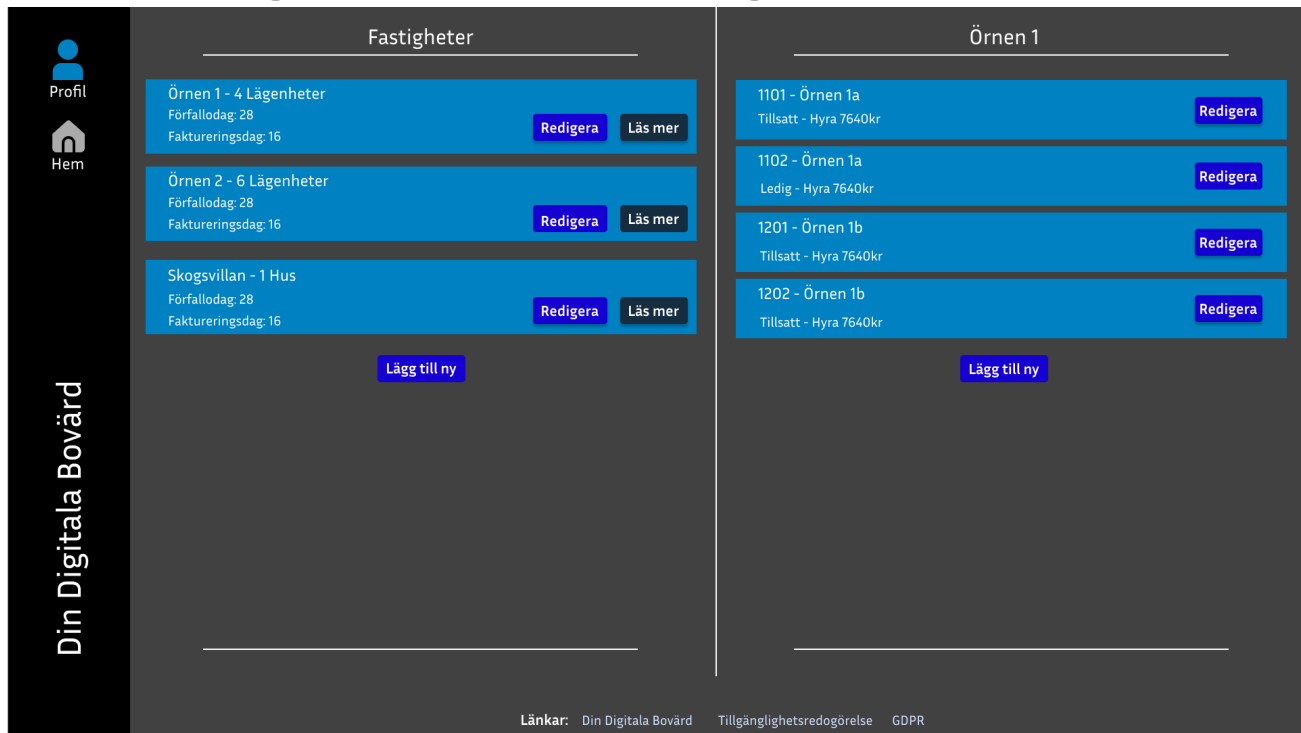 Profil
Hem
Din Digitala Bovärd
Fastigheter
Örnen 1 - 4 Lägenheter
Förfallodag: 28
Faktureringsdag: 16
Redigera
Läs mer
Örnen 2 - 6 Lägenheter
Förfallodag: 28
Faktureringsdag: 16
Redigera
Läs mer
Skogsvillan - 1 Hus
Förfallodag: 28
Faktureringsdag: 16
Redigera
Läs mer
Lägg till ny
Örnen 1
1101 - Örnen 1a
Tillsatt - Hyra 7640kr
Redigera
1102 - Örnen 1a
Ledig - Hyra 7640kr
Redigera
1201 - Örnen 1b
Tillsatt - Hyra 7640kr
Redigera
1202 - Örnen 1b
Tillsatt - Hyra 7640kr
Redigera
Lägg till ny
Länkar: Din Digitala Bovärd Tillgänglighetsredogörelse GDPR